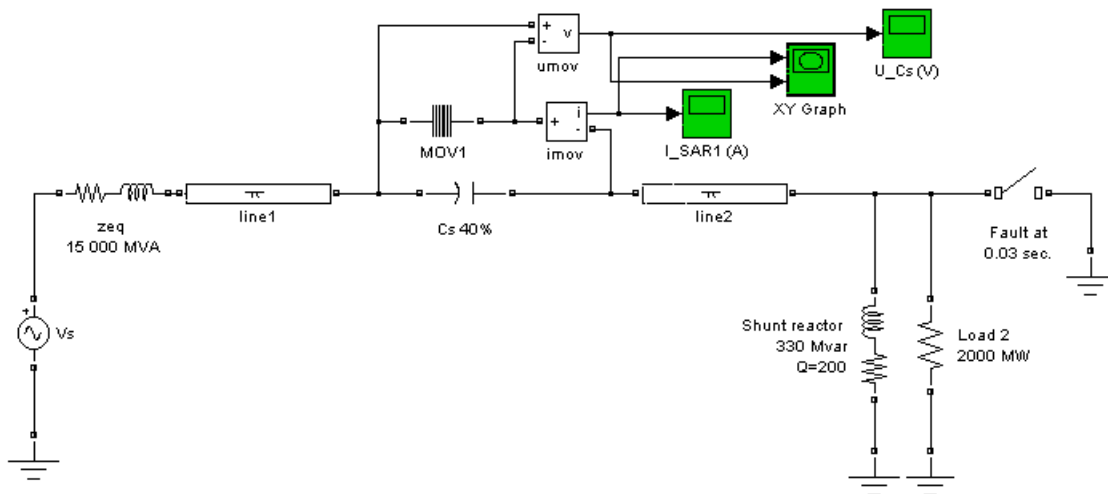 +
v
-
umov
U_Cs (V)
XY Graph
MOV1
+
i
-
imov
I_SAR1 (A)
zeq
15 000 MVA
line1
Cs 40%
line2
Fault at
0.03 sec.
+
Vs
Shunt reactor
330 Mvar
Q=200
Load 2
2000 MW